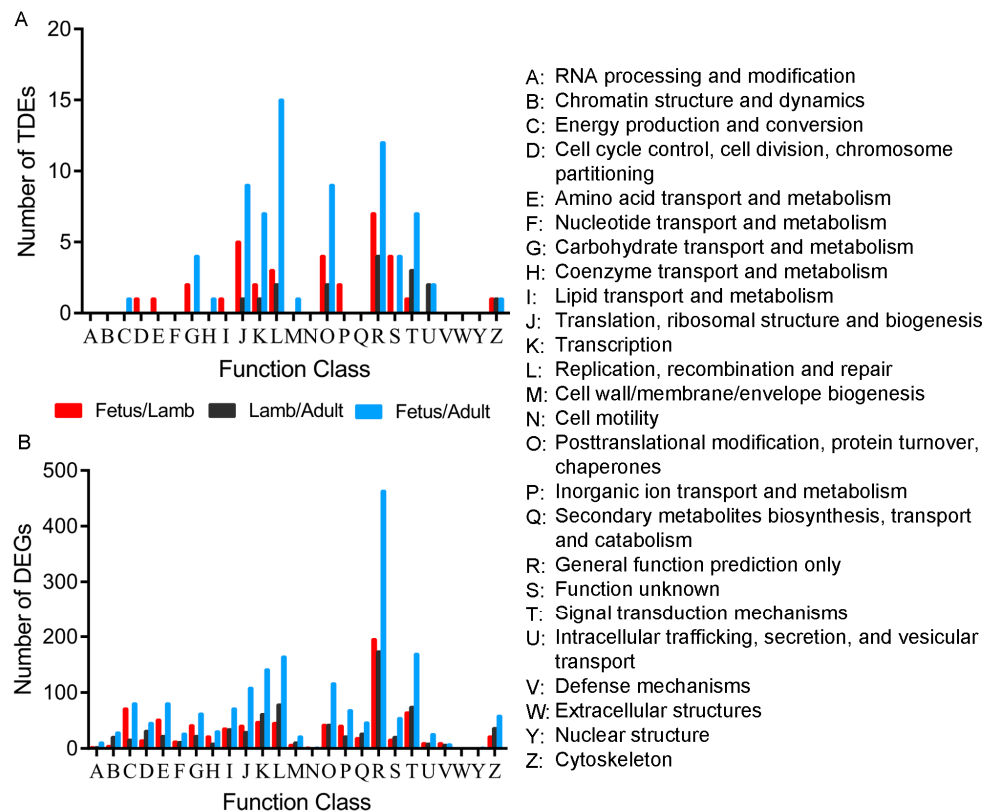 A
20
15
10
5
0
Number of TDEs
A B C D E F G H I J K L M N O P Q R S T U V W Y Z
Function Class
Fetus/Lamb Lamb/Adult Fetus/Adult
B
500
400
300
200
100
0
Number of DEGs
A B C D E F G H I J K L M N O P Q R S T U V W Y Z
Function Class
A: RNA processing and modification
B: Chromatin structure and dynamics
C: Energy production and conversion
D: Cell cycle control, cell division, chromosome
partitioning
E: Amino acid transport and metabolism
F: Nucleotide transport and metabolism
G: Carbohydrate transport and metabolism
H: Coenzyme transport and metabolism
I: Lipid transport and metabolism
J: Translation, ribosomal structure and biogenesis
K: Transcription
L: Replication, recombination and repair
M: Cell wall/membrane/envelope biogenesis
N: Cell motility
O: Posttranslational modification, protein turnover,
chaperones
P: Inorganic ion transport and metabolism
Q: Secondary metabolites biosynthesis, transport
and catabolism
R: General function prediction only
S: Function unknown
T: Signal transduction mechanisms
U: Intracellular trafficking, secretion, and vesicular
transport
V: Defense mechanisms
W: Extracellular structures
Y: Nuclear structure
Z: Cytoskeleton